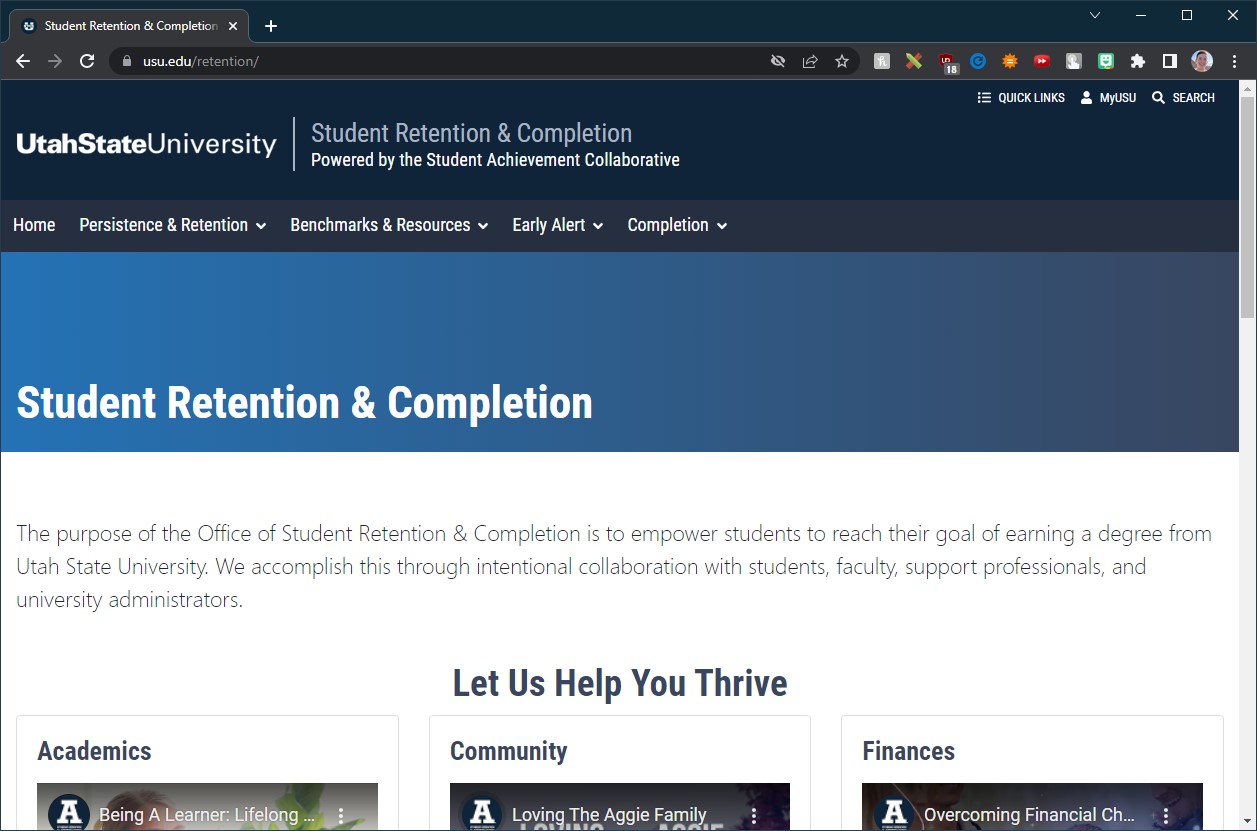 Student Retention & Completion
usu.edu/retention/
18
QUICK LINKS MyUSU SEARCH
UtahStateUniversity
Student Retention & Completion
Powered by the Student Achievement Collaborative
Home Persistence & Retention Benchmarks & Resources Early Alert Completion
Student Retention & Completion
The purpose of the Office of Student Retention & Completion is to empower students to reach their goal of earning a degree from
Utah State University. We accomplish this through intentional collaboration with students, faculty, support professionals, and
university administrators.
Let Us Help You Thrive
Academics
Community
Finances
A Being A Learner: Lifelong ...
A Loving The Aggie Family
A Overcoming Financial Ch...
LOVING AGGIE